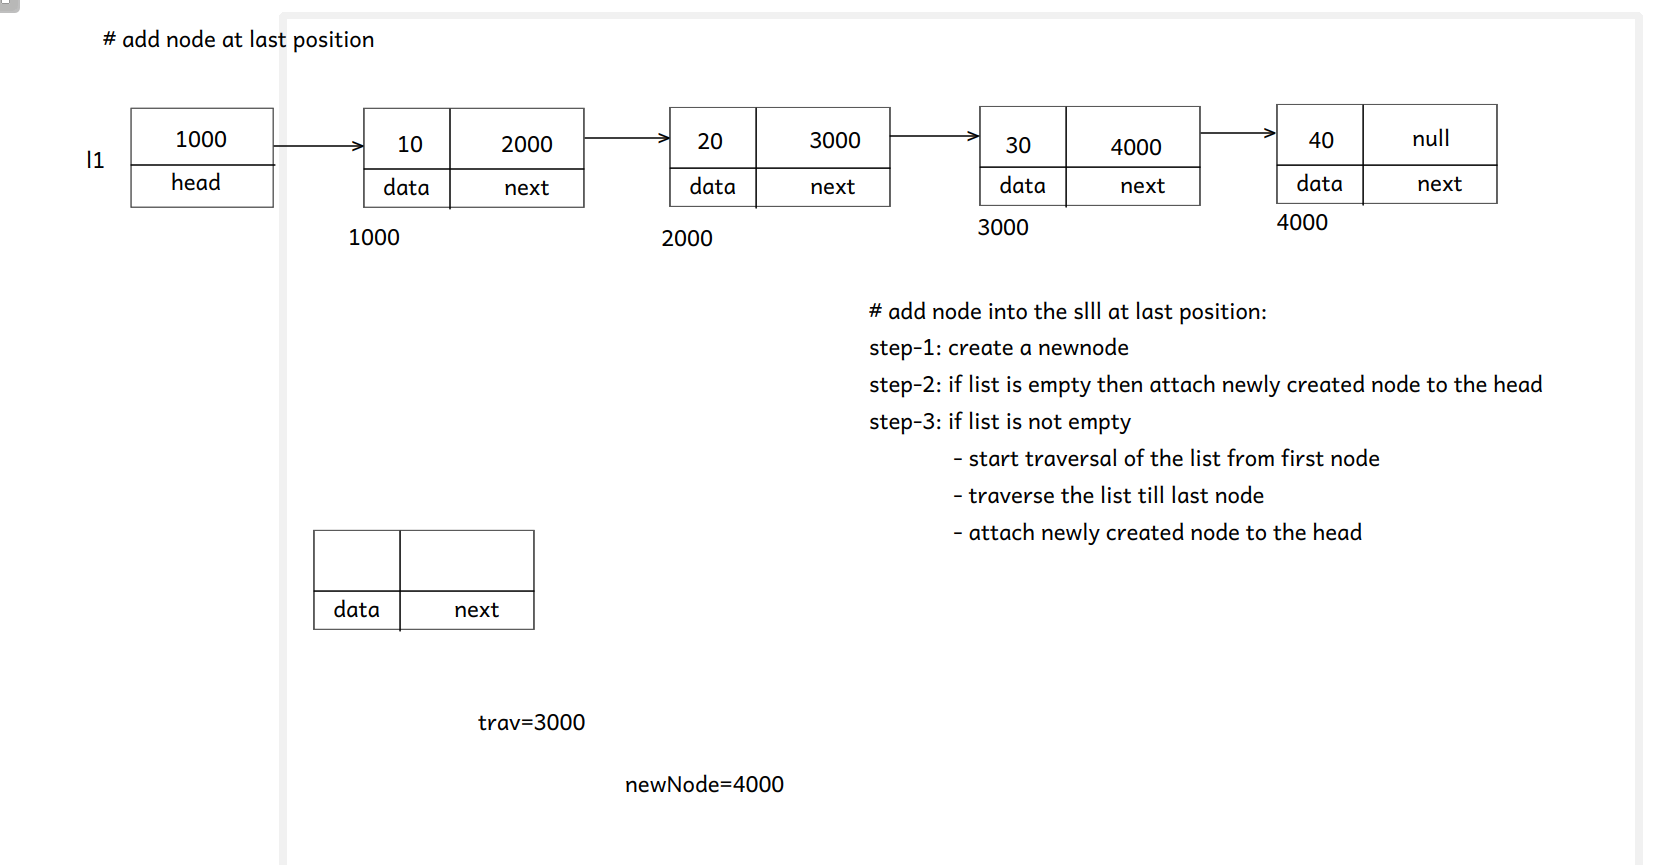 # add node at last position
l1
1000
head
10 2000
data next
1000
20 3000
data next
2000
30 4000
data next
3000
40 null
data next
4000
# add node into the slll at last position:
step-1: create a newnode
step-2: if list is empty then attach newly created node to the head
step-3: if list is not empty
- start traversal of the list from first node
- traverse the list till last node
- attach newly created node to the head
data next
trav=3000
newNode=4000